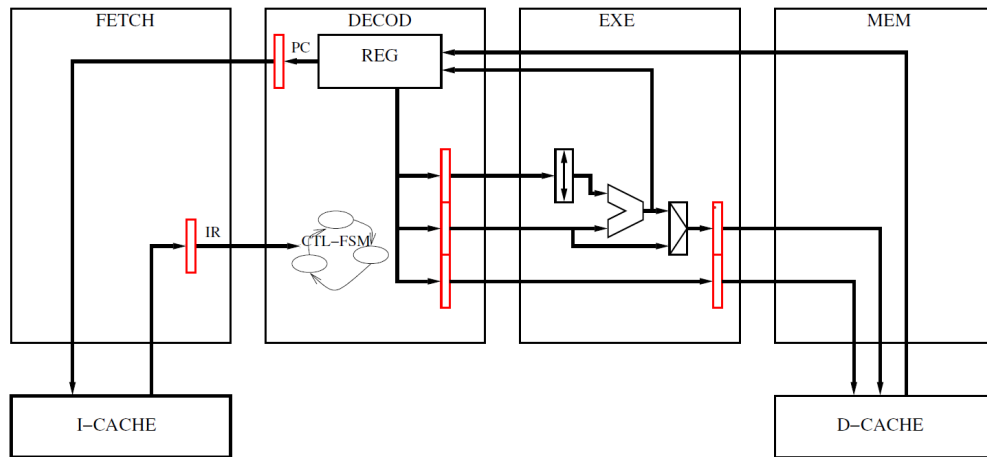 FETCH
DECOD
EXE
MEM
PC
REG
IR
CTL-FSM
I-CACHE
D-CACHE